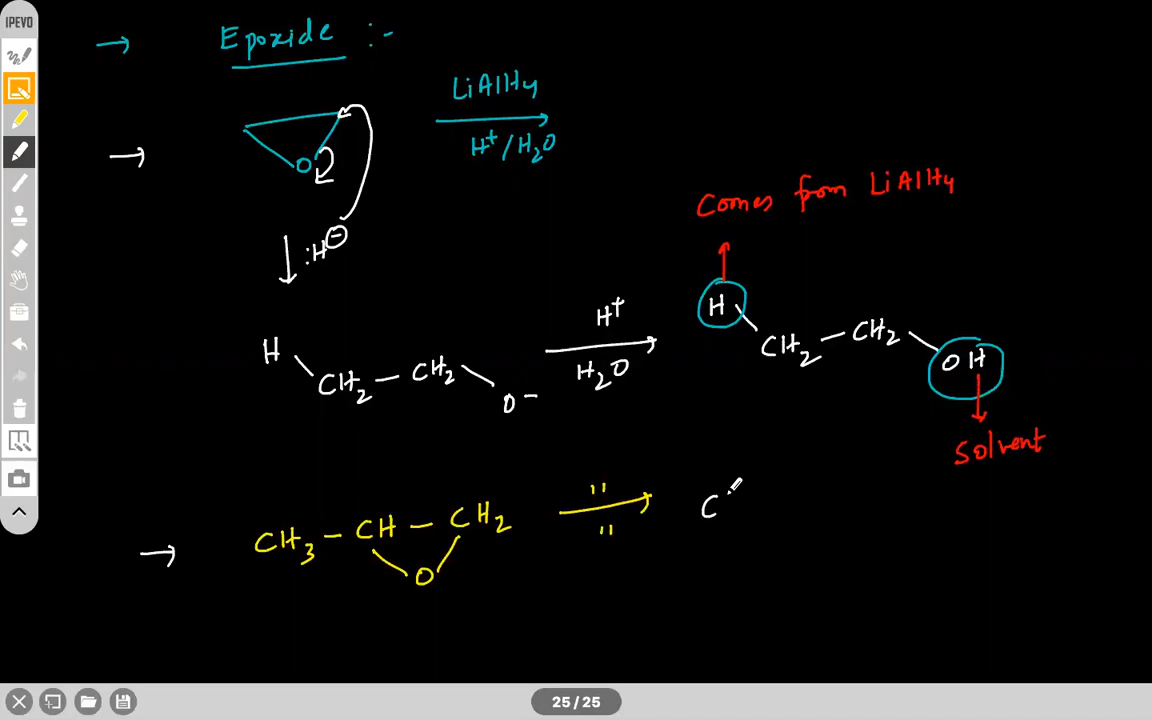 IPEVO
→ Epoxide :-
LiAlH4
H⁺/H2O
→ O
:H⊖
Comes from LiAlH4
H
CH2 – CH2
O–
H⁺
H2O
H
CH2 – CH2
OH
Solvent
→ CH3 – CH – CH2
O
"
"
C
25 / 25